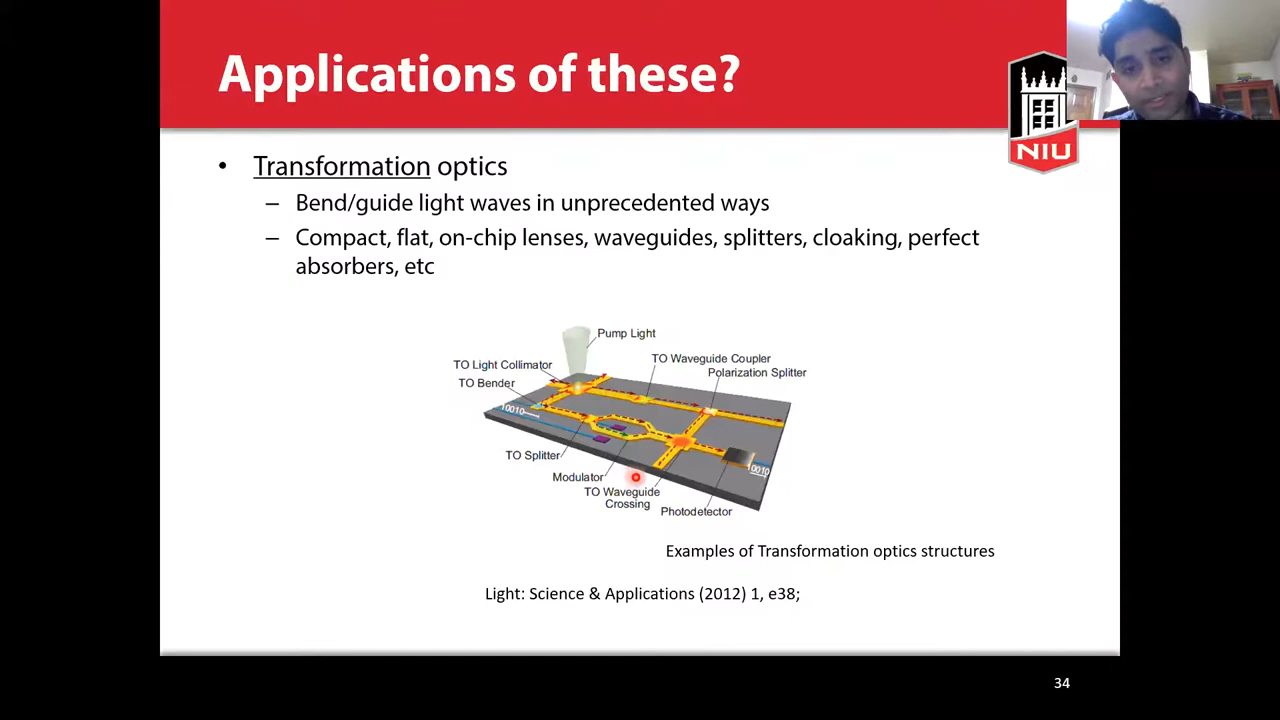 Applications of these?
NIU
• Transformation optics
– Bend/guide light waves in unprecedented ways
– Compact, flat, on-chip lenses, waveguides, splitters, cloaking, perfect
absorbers, etc
Pump Light
TO Light Collimator
TO Waveguide Coupler
Polarization Splitter
TO Bender
10010
TO Splitter
Modulator
10010
TO Waveguide
Crossing
Photodetector
Examples of Transformation optics structures
Light: Science & Applications (2012) 1, e38;
34